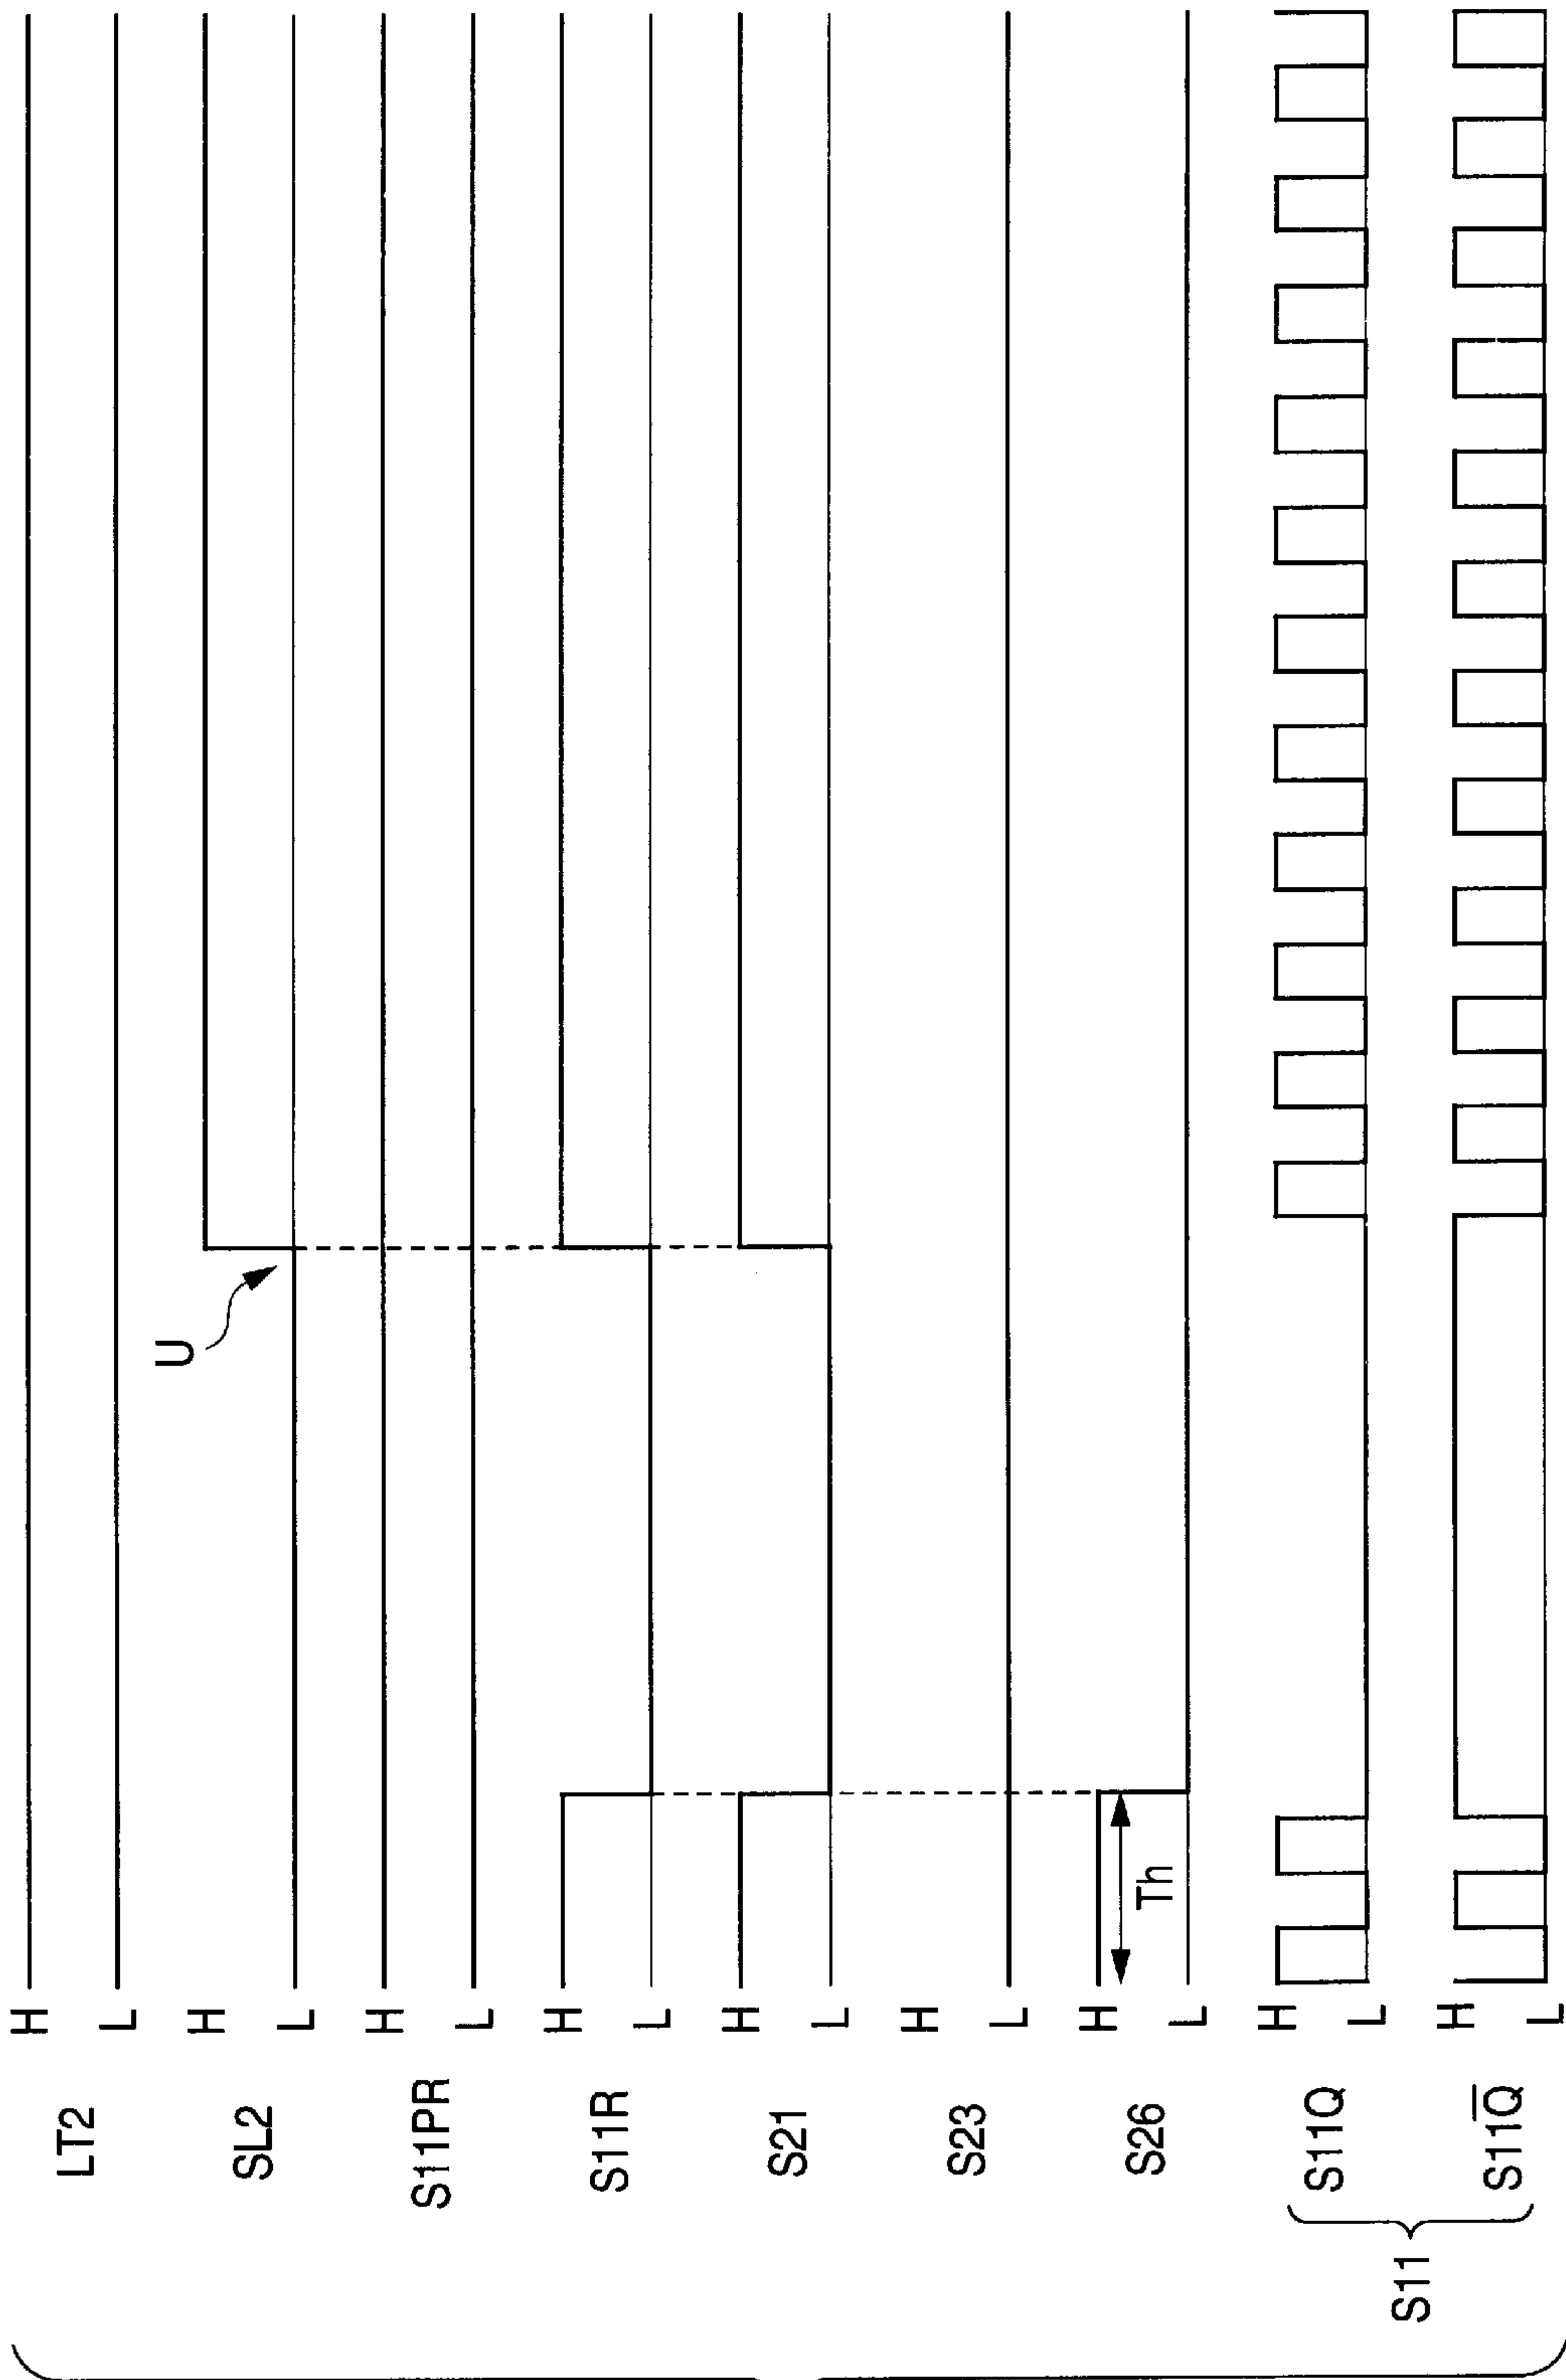 LT2 H
L
SL2 H
L
U
S11PR H
L
S11R H
L
S21 H
L
S23 H
L
S26 H
L
Th
S11
S11Q H
L
S11Q̅ H
L